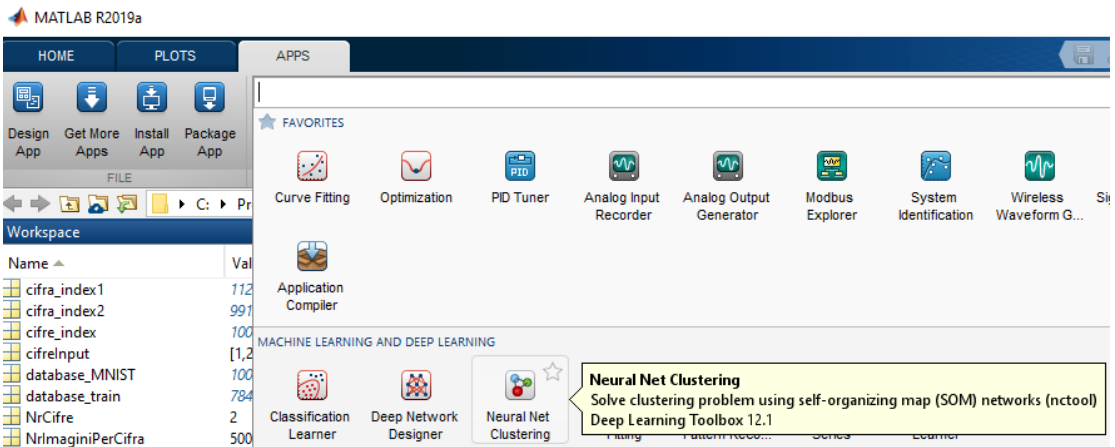 MATLAB R2019a
HOME PLOTS APPS
Design App
Get More Apps
Install App
Package App
FILE
C: Pr
Workspace
Name Val
cifra_index1 112
cifra_index2 991
cifre_index 100
cifreInput [1,2
database_MNIST 100
database_train 784
NrCifre 2
NrImaginiPerCifra 500
FAVORITES
Curve Fitting
Optimization
PID
PID Tuner
Analog Input Recorder
Analog Output Generator
Modbus Explorer
System Identification
Wireless Waveform G...
Si
Application Compiler
MACHINE LEARNING AND DEEP LEARNING
Classification Learner
Deep Network Designer
Neural Net Clustering
Neural Net Clustering
Solve clustering problem using self-organizing map (SOM) networks (nctool)
Deep Learning Toolbox 12.1